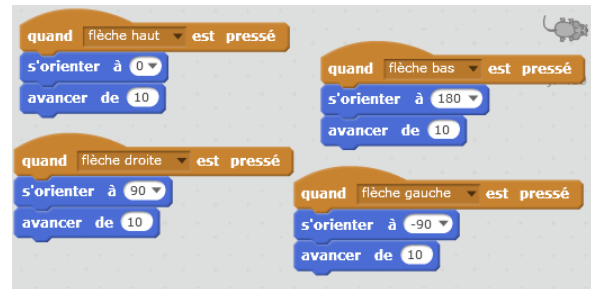 quand flèche haut est pressé
s'orienter à 0
avancer de 10
quand flèche bas est pressé
s'orienter à 180
avancer de 10
quand flèche droite est pressé
s'orienter à 90
avancer de 10
quand flèche gauche est pressé
s'orienter à -90
avancer de 10